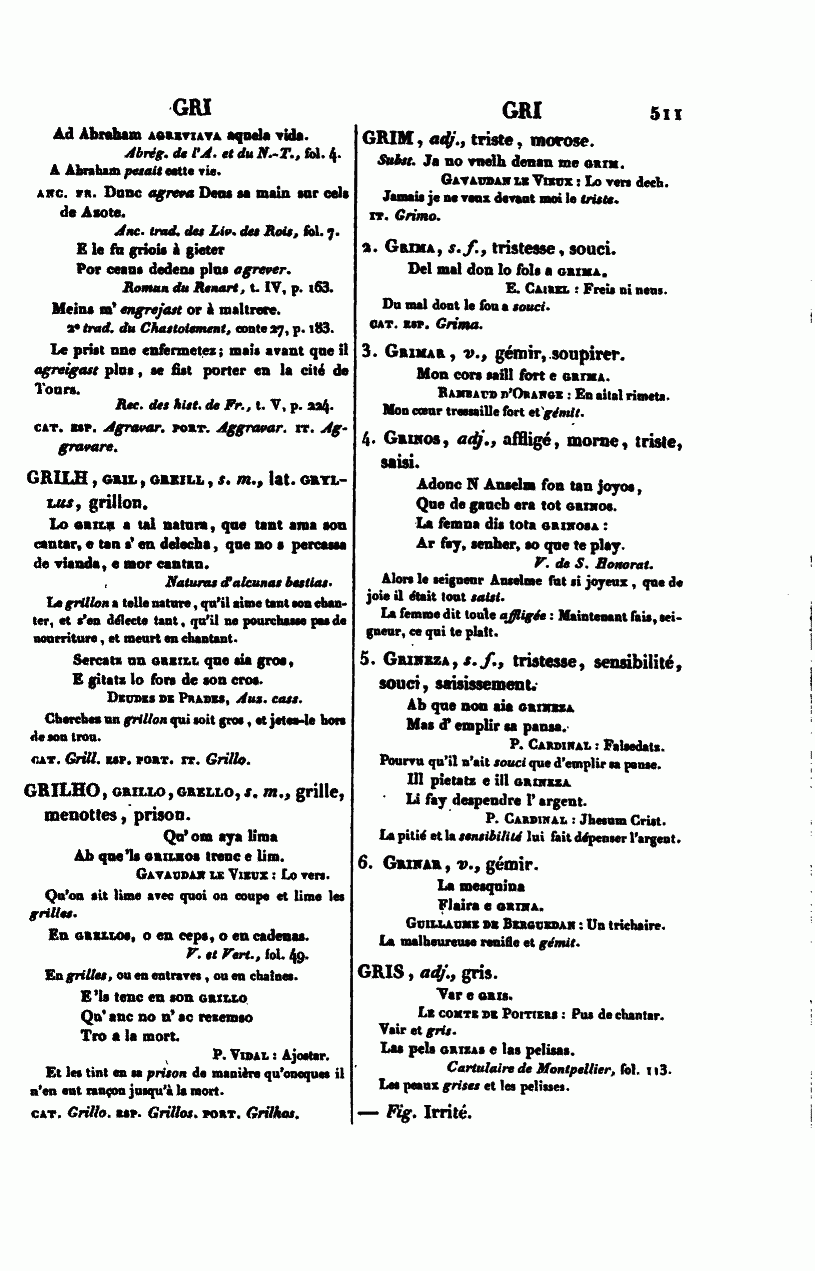 GRI
Ad Abraham AGREVIAVA aquela vida.
Abrég. de l'A. et du N.-T., fol. 4.
A Abraham pesait cette vie.
ANC. FR. Dunc agreva Deus sa main sur cels
de Azote.
Anc. trad. des Liv. des Rois, fol. 7.
E le fu griois à gieter
Por ceaus dedens plus agrever.
Roman du Renart, t. IV, p. 163.
Meins m' engrejast or à maltrere.
2e trad. du Chastoiement, conte 27, p. 183.
Le prist une enfermetez; mais avant que il
agreigast plus, se fist porter en la cité de
Tours.
Rec. des hist. de Fr., t. V, p. 224.
CAT. ESP. Agravar. PORT. Aggravar. IT. Ag-
gravare.
GRILH, GRIL, GREILL, s. m., lat. GRYL-
LUS, grillon.
Lo GRILH a tal natura, que tant ama son
cantar, e tan s' en delecha, que no s percassa
de vianda, e mor cantan.
Naturas d'alcunas bestias.
Le grillon a telle nature, qu'il aime tant son chan-
ter, et s'en délecte tant, qu'il ne pourchasse pas de
nourriture, et meurt en chantant.
Sercatz un GREILL que sia gros,
E gitatz lo fors de son cros.
DEUDES DE PRADES, Aus. cass.
Cherchez un grillon qui soit gros, et jetez-le hors
de son trou.
CAT. Grill. ESP. PORT. IT. Grillo.
GRILHO, GRILLO, GRELLO, s. m., grille,
menottes, prison.
Qu' om aya lima
Ab que 'ls GRILHOS trenc e lim.
GAVAUDAN LE VIEUX : Lo vers.
Qu'on ait lime avec quoi on coupe et lime les
grilles.
En GRELLOS, o en ceps, o en cadenas.
V. et Vert., fol. 49.
En grilles, ou en entraves, ou en chaînes.
E 'ls tenc en son GRILLO
Qu' anc no n' ac rezemso
Tro a la mort.
P. VIDAL : Ajostar.
Et les tint en sa prison de manière qu'oncques il
n'en eut rançon jusqu'à la mort.
CAT. Grillo. ESP. Grillos. PORT. Grilhos.
GRI 511
GRIM, adj., triste, morose.
Subst. Ja no vuelh denan me GRIM.
GAVAUDAN LE VIEUX : Lo vers dech.
Jamais je ne veux devant moi le triste.
IT. Grimo.
2. GRIMA, s. f., tristesse, souci.
Del mal don lo fols a GRIMA.
E. CAIREL : Freis ni neus.
Du mal dont le fou a souci.
CAT. ESP. Grima.
3. GRIMAR, v., gémir, soupirer.
Mon cors saill fort e GRIMA.
RAMBAUD D'ORANGE : En aital rimeta.
Mon cœur tressaille fort et gémit.
4. GRINOS, adj., affligé, morne, triste,
saisi.
Adonc N Anselm fon tan joyos,
Que de gauch era tot GRINOS.
La femna dis tota GRINOSA :
Ar fay, senher, so que te play.
V. de S. Honorat.
Alors le seigneur Anselme fut si joyeux, que de
joie il était tout saisi.
La femme dit toute affligée : Maintenant fais, sei-
gneur, ce qui te plaît.
5. GRINEZA, s. f., tristesse, sensibilité,
souci, saisissement.
Ab que non aia GRINEZA
Mas d' emplir sa pansa.
P. CARDINAL : Falsedatz.
Pourvu qu'il n'ait souci que d'emplir sa panse.
Ill pietatz e ill GRINEZA
Li fay despendre l' argent.
P. CARDINAL : Jhesum Crist.
La pitié et la sensibilité lui fait dépenser l'argent.
6. GRINAR, v., gémir.
La mesquina
Flaira e GRINA.
GUILLAUME DE BERGUEDAN : Un trichaire.
La malheureuse renifle et gémit.
GRIS, adj., gris.
Var e GRIS.
LE COMTE DE POITIERS : Pus de chantar.
Vair et gris.
Las pels GRIZAS e las pelisas.
Cartulaire de Montpellier, fol. 113.
Les peaux grises et les pelisses.
— Fig. Irrité.